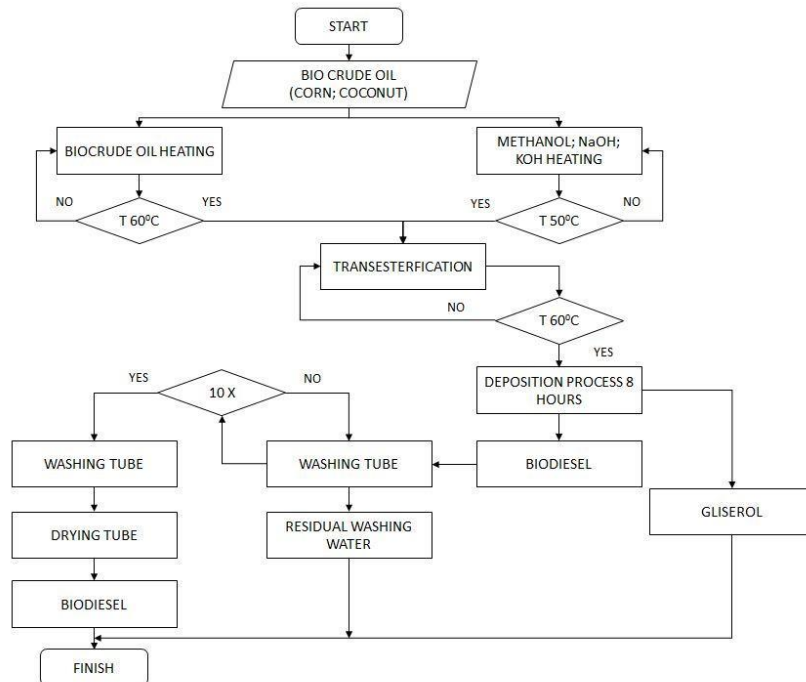 START
BIO CRUDE OIL
(CORN; COCONUT)
BIOCRUDE OIL HEATING
METHANOL; NaOH;
KOH HEATING
NO
T 60⁰C
YES
YES
T 50⁰C
NO
TRANSESTERFICATION
NO
T 60⁰C
YES
YES
10 X
NO
DEPOSITION PROCESS 8
HOURS
WASHING TUBE
WASHING TUBE
BIODIESEL
GLISEROL
DRYING TUBE
RESIDUAL WASHING
WATER
BIODIESEL
FINISH